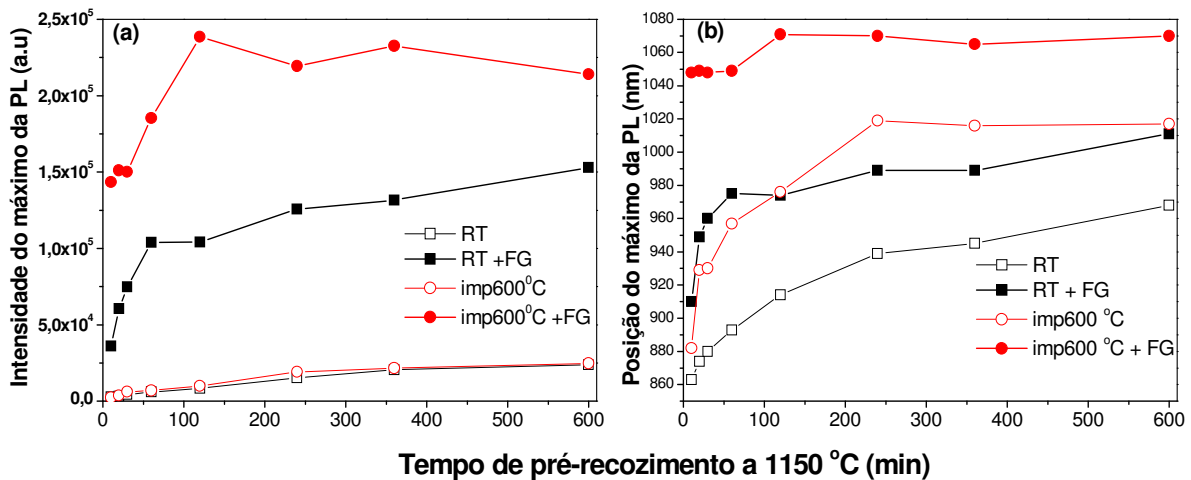 (a)
Intensidade do máximo da PL (a.u)
2,5x10⁵
2,0x10⁵
1,5x10⁵
1,0x10⁵
5,0x10⁴
0,0
0 100 200 300 400 500 600
RT
RT +FG
imp600⁰C
imp600⁰C +FG
(b)
Posição do máximo da PL (nm)
1080
1060
1040
1020
1000
980
960
940
920
900
880
860
0 100 200 300 400 500 600
RT
RT + FG
imp600 ⁰C
imp600 ⁰C + FG
Tempo de pré-recozimento a 1150 ⁰C (min)